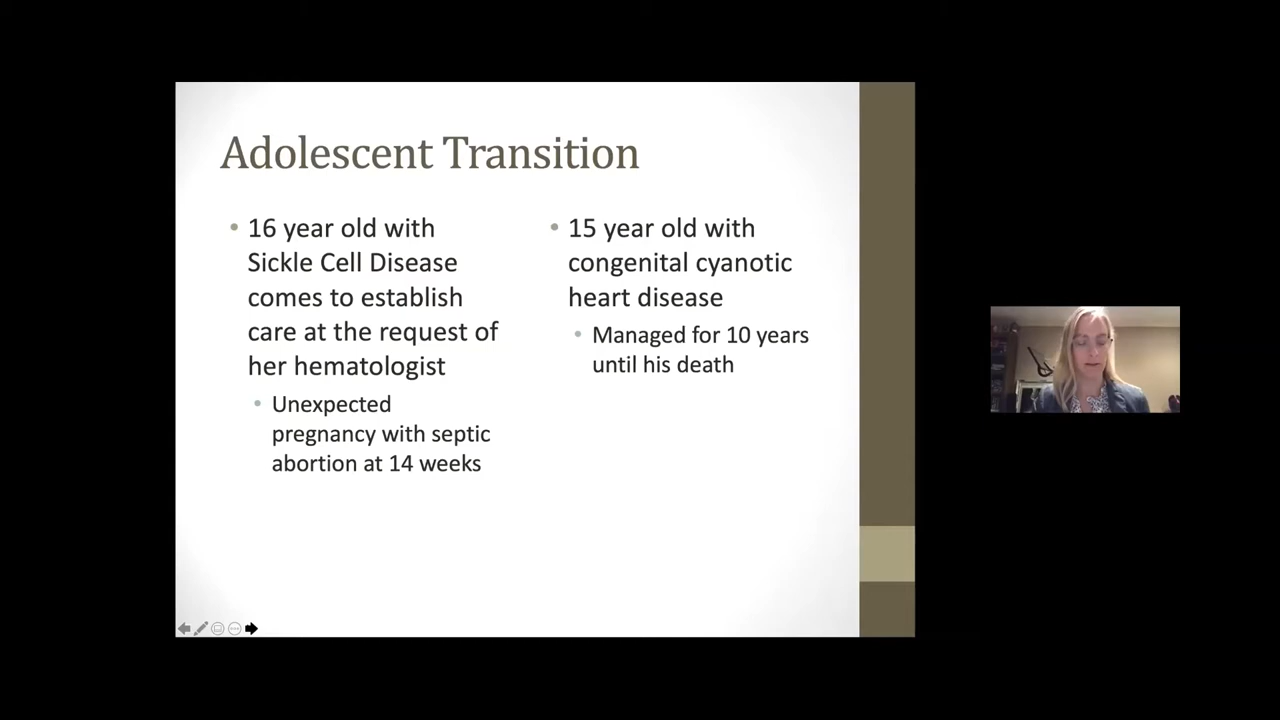 Adolescent Transition
• 16 year old with
Sickle Cell Disease
comes to establish
care at the request of
her hematologist
• Unexpected
pregnancy with septic
abortion at 14 weeks
• 15 year old with
congenital cyanotic
heart disease
• Managed for 10 years
until his death